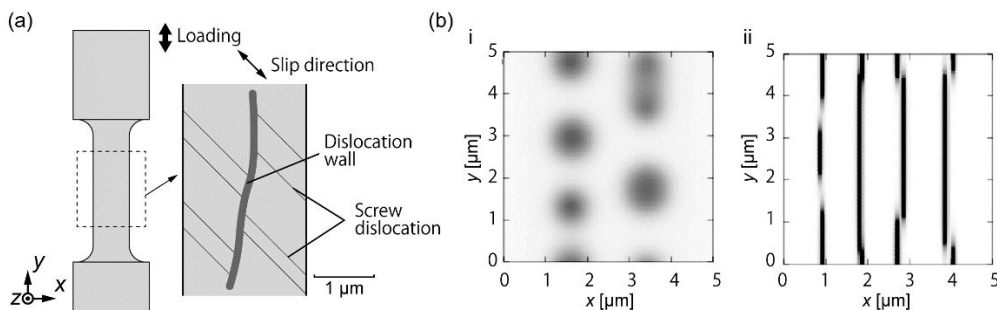 (a)
Loading
Slip direction
Dislocation
wall
Screw
dislocation
1 μm
y
z
x
(b)
i
5
4
3
2
1
0
y [μm]
0 1 2 3 4 5
x [μm]
ii
5
4
3
2
1
0
y [μm]
0 1 2 3 4 5
x [μm]